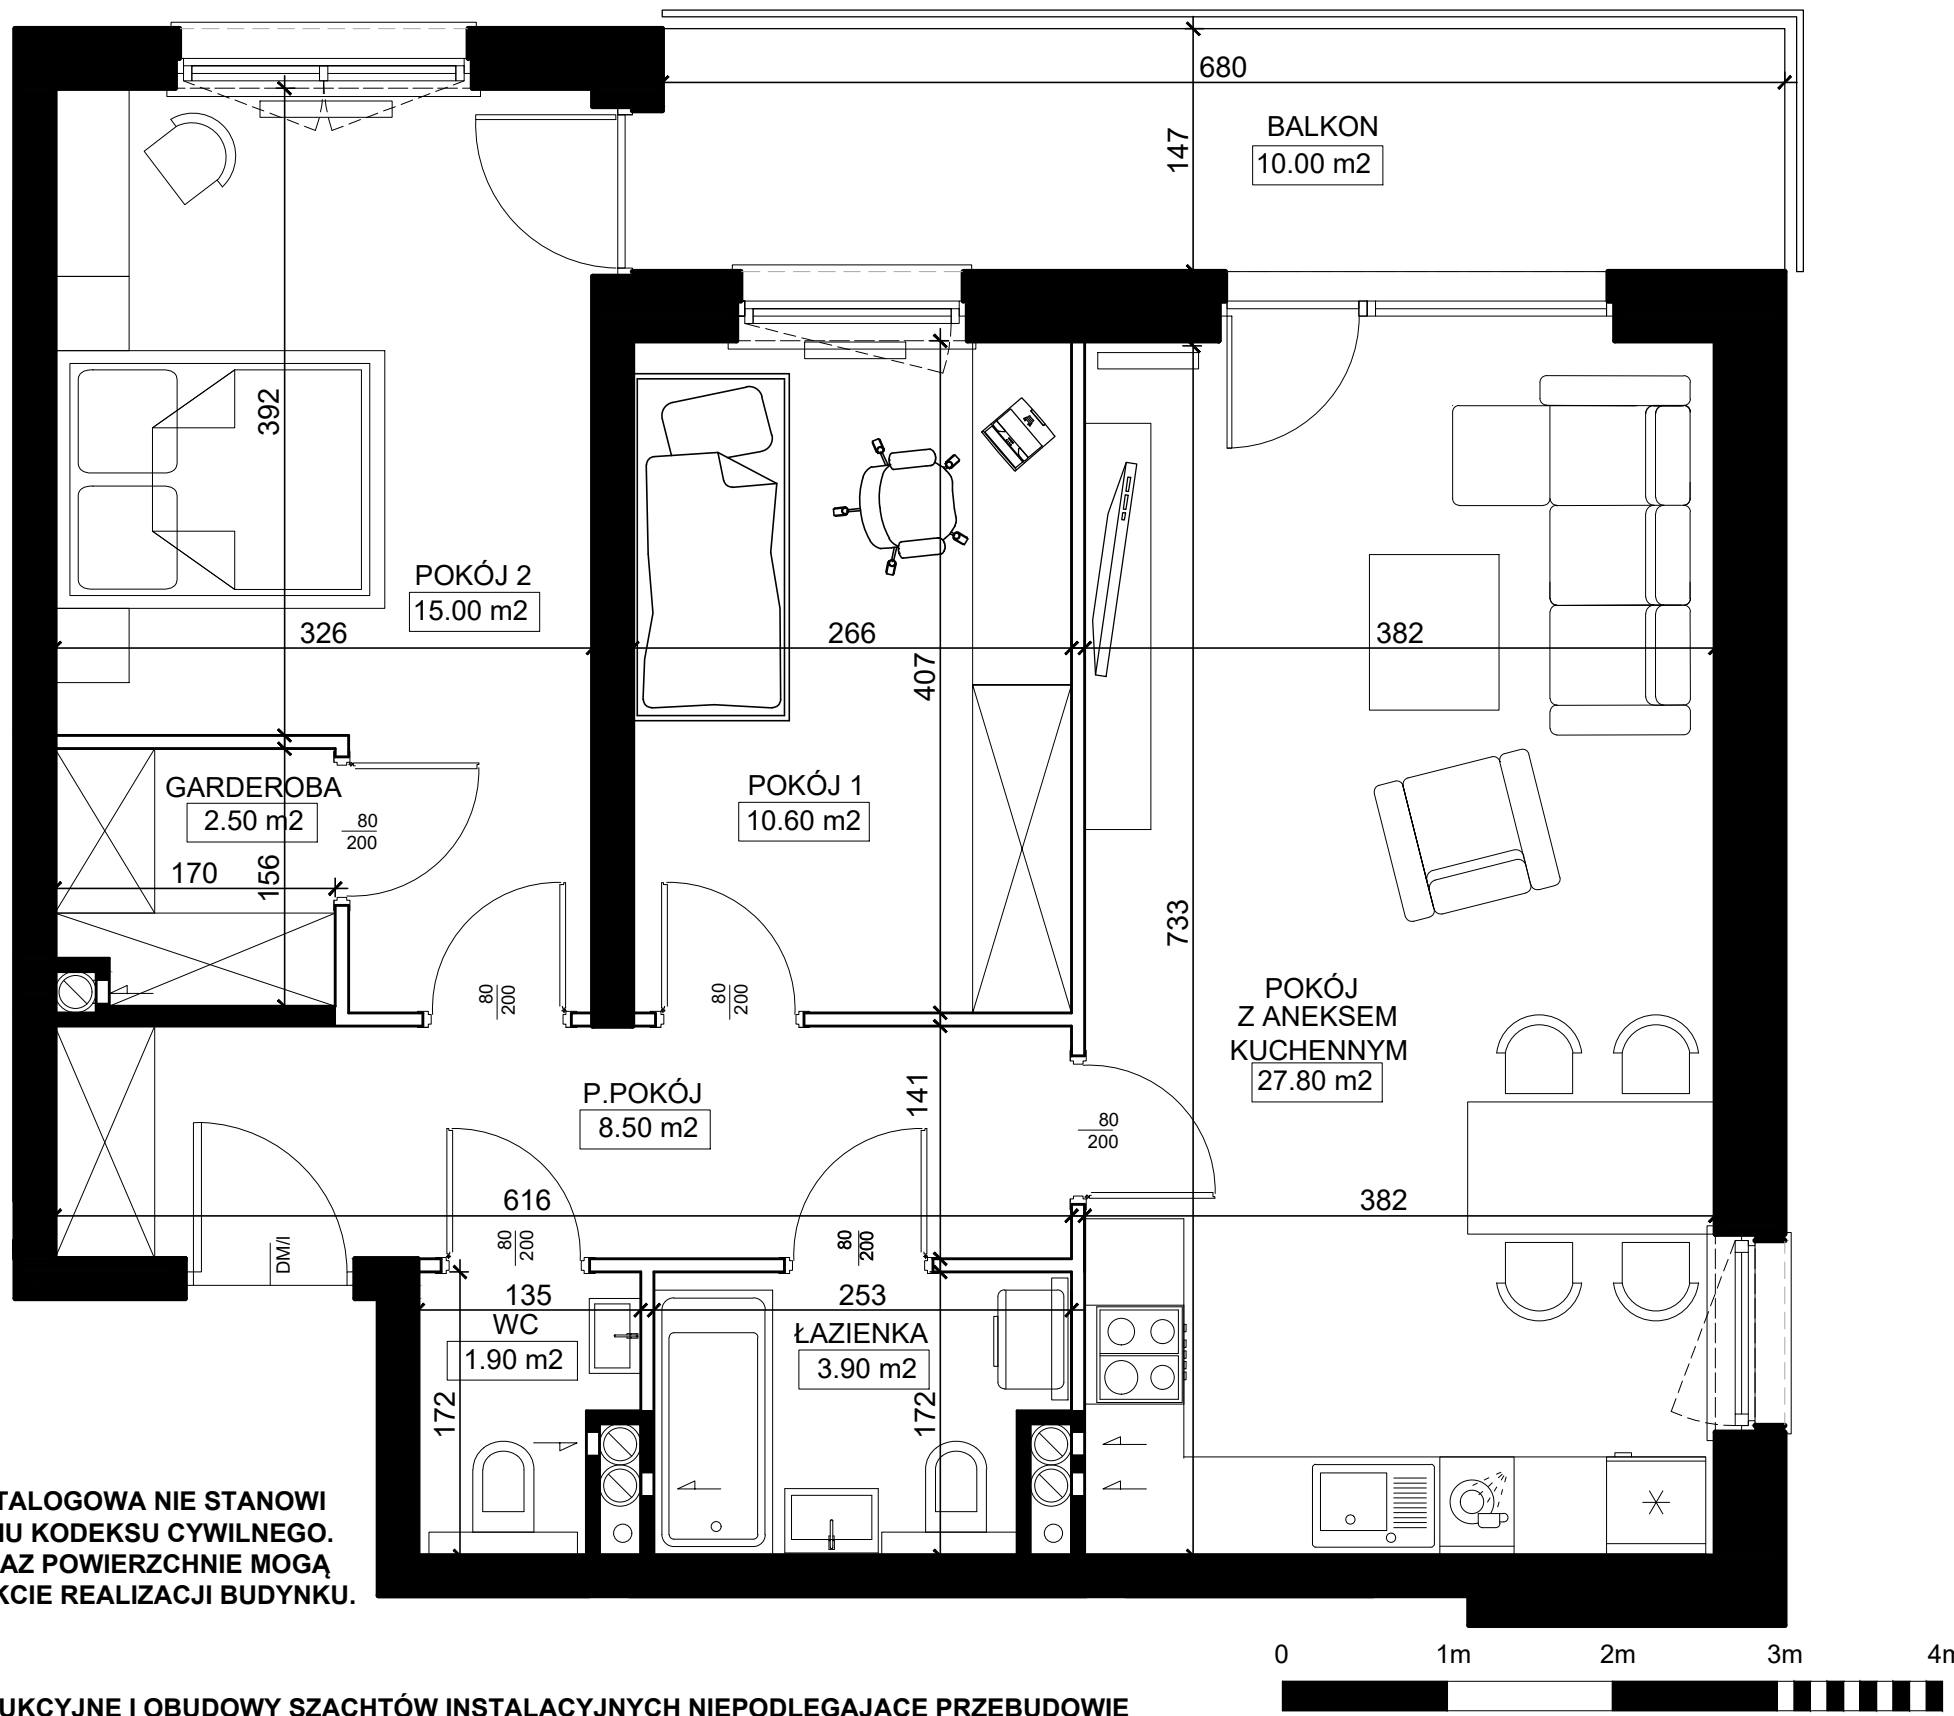 680
BALKON
147
10.00 m2
392
POKÓJ 2
15.00 m2
326
266
382
407
GARDEROBA
2.50 m2
80
200
170
156
POKÓJ 1
10.60 m2
733
80
200
80
200
POKÓJ
Z ANEKSEM
KUCHENNYM
27.80 m2
P.POKÓJ
8.50 m2
141
80
200
616
382
DM/I
80
200
80
200
135
253
WC
1.90 m2
ŁAZIENKA
3.90 m2
172
172
TALOGOWA NIE STANOWI
U KODEKSU CYWILNEGO.
AZ POWIERZCHNIE MOGĄ
KCIE REALIZACJI BUDYNKU.
0 1m 2m 3m 4m
UKCYJNE I OBUDOWY SZACHTÓW INSTALACYJNYCH NIEPODLEGAJĄCE PRZEBUDOWIE